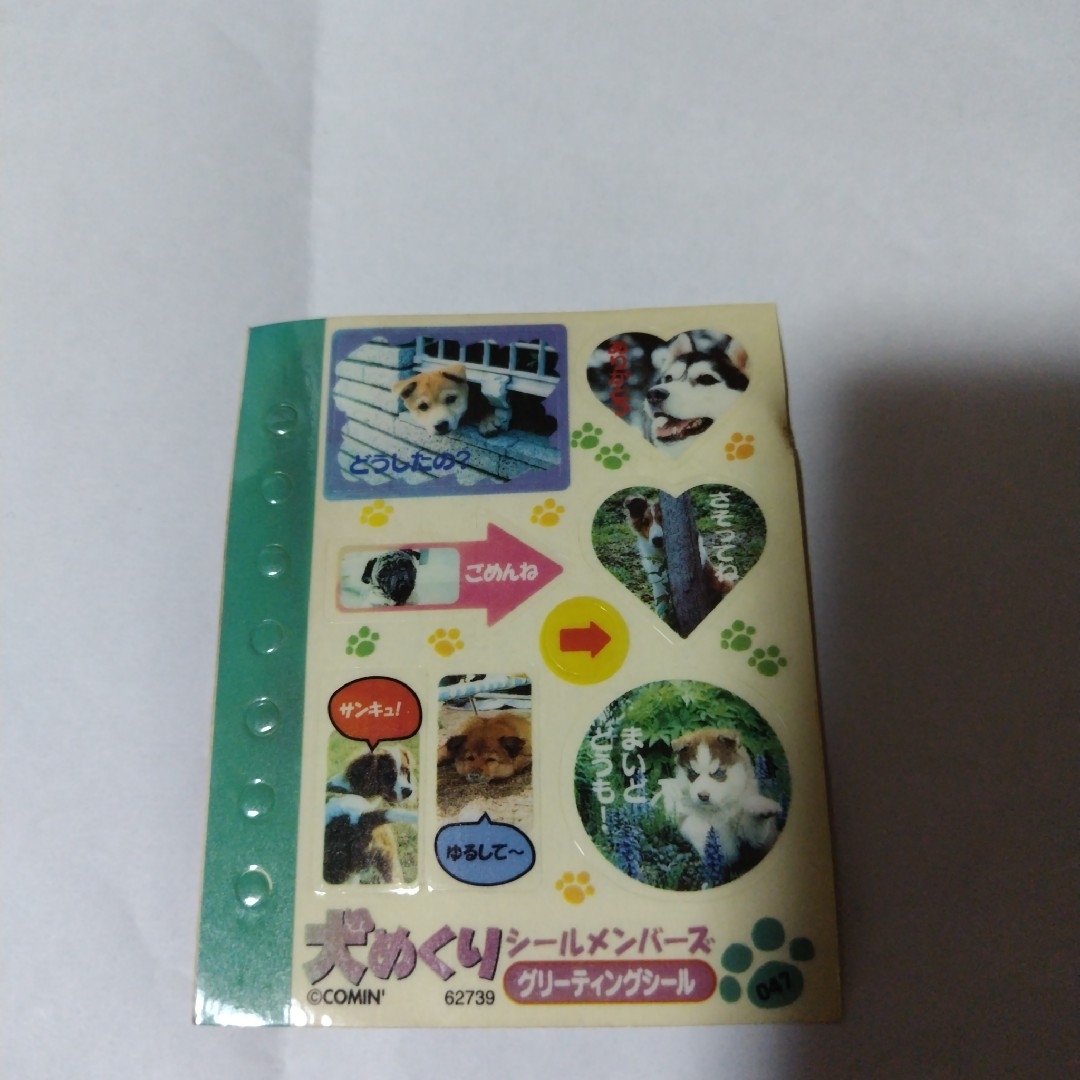 どうしたの?
ごめんね
サンキュ!
ゆるして～
まいど
どうもー
犬めくり
シールメンバーズ
グリーティングシール
©COMIN'
62739
047